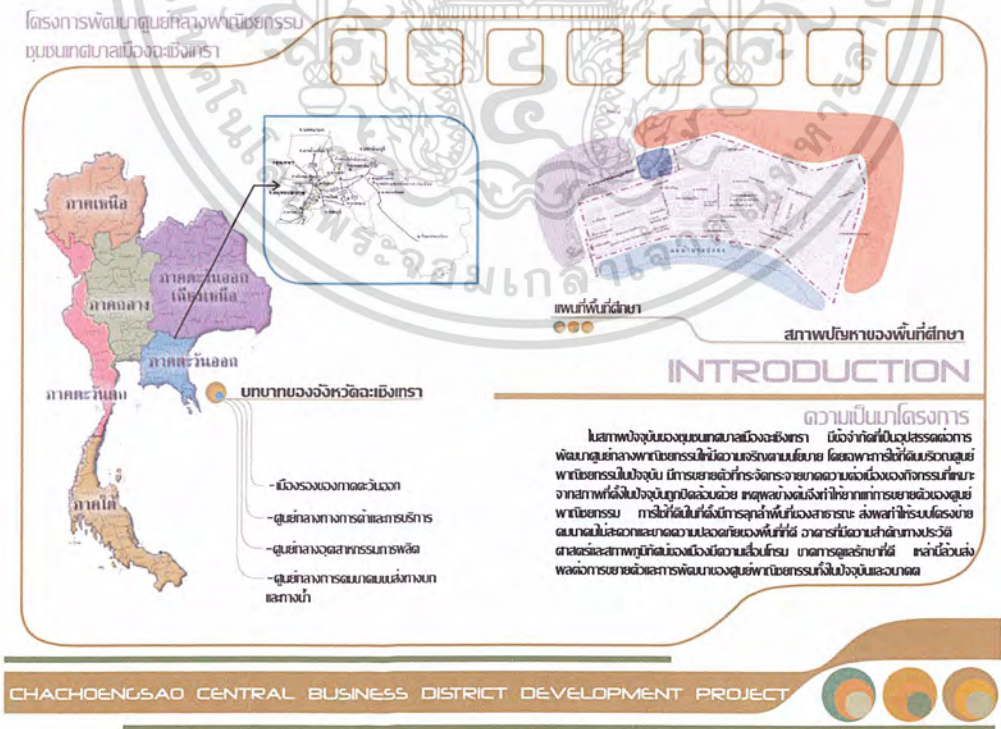 โครงการพัฒนาศูนย์กลางพาณิชยกรรม
ชุมชนเทศบาลเมืองฉะเชิงเทรา
ภาคเหนือ
ภาคตะวันออก
เฉียงเหนือ
ภาคกลาง
ภาคตะวันออก
ภาคตะวันตก
ภาคใต้
พระจอมเกล้าเจ้าคุณทหาร
แผนที่พื้นที่ศึกษา
สภาพปัญหาของพื้นที่ศึกษา
INTRODUCTION
บทบาทของจังหวัดฉะเชิงเทรา
-เมืองรองของภาคตะวันออก
-ศูนย์กลางทางการค้าและการบริการ
-ศูนย์กลางอุตสาหกรรมการผลิต
-ศูนย์กลางการคมนาคมขนส่งทางบก
และทางน้ำ
ความเป็นมาโครงการ
ในสภาพปัจจุบันของชุมชนเทศบาลเมืองฉะเชิงเทรา มีข้อจำกัดที่เป็นอุปสรรคต่อการ
พัฒนาศูนย์กลางพาณิชยกรรมให้มีความเจริญตามนโยบาย โดยเฉพาะการใช้ที่ดินบริเวณศูนย์
พาณิชยกรรมในปัจจุบัน มีการขยายตัวที่กระจัดกระจายขาดความต่อเนื่องของกิจกรรมที่เหมาะ
จากสภาพที่ตั้งในปัจจุบันถูกปิดล้อมด้วย เหตุผลข้างต้นจึงทำให้ยากแก่การขยายตัวของศูนย์
พาณิชยกรรม การใช้ที่ดินในที่ตั้งมีการลุกล้ำพื้นที่ของสาธารณะ ส่งผลทำให้ระบบโครงข่าย
คมนาคมไม่สะดวกและขาดความปลอดภัยของพื้นที่ที่ดี อาคารที่มีความสำคัญทางประวัติ
ศาสตร์และสภาพภูมิทัศน์ของเมืองมีความเสื่อมโทรม ขาดการดูแลรักษาที่ดี เหล่านี้ล้วนส่ง
ผลต่อการขยายตัวและการพัฒนาของศูนย์พาณิชยกรรมทั้งในปัจจุบันและอนาคต
CHACHOENGSAO CENTRAL BUSINESS DISTRICT DEVELOPMENT PROJECT